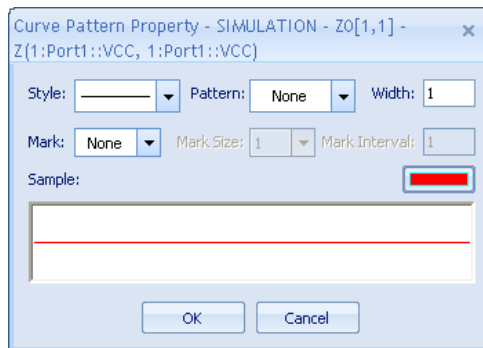 Curve Pattern Property - SIMULATION - Z0[1,1] -
Z(1:Port1::VCC, 1:Port1::VCC)
Style: Pattern: None Width: 1
Mark: None Mark Size: 1 Mark Interval: 1
Sample:
OK Cancel